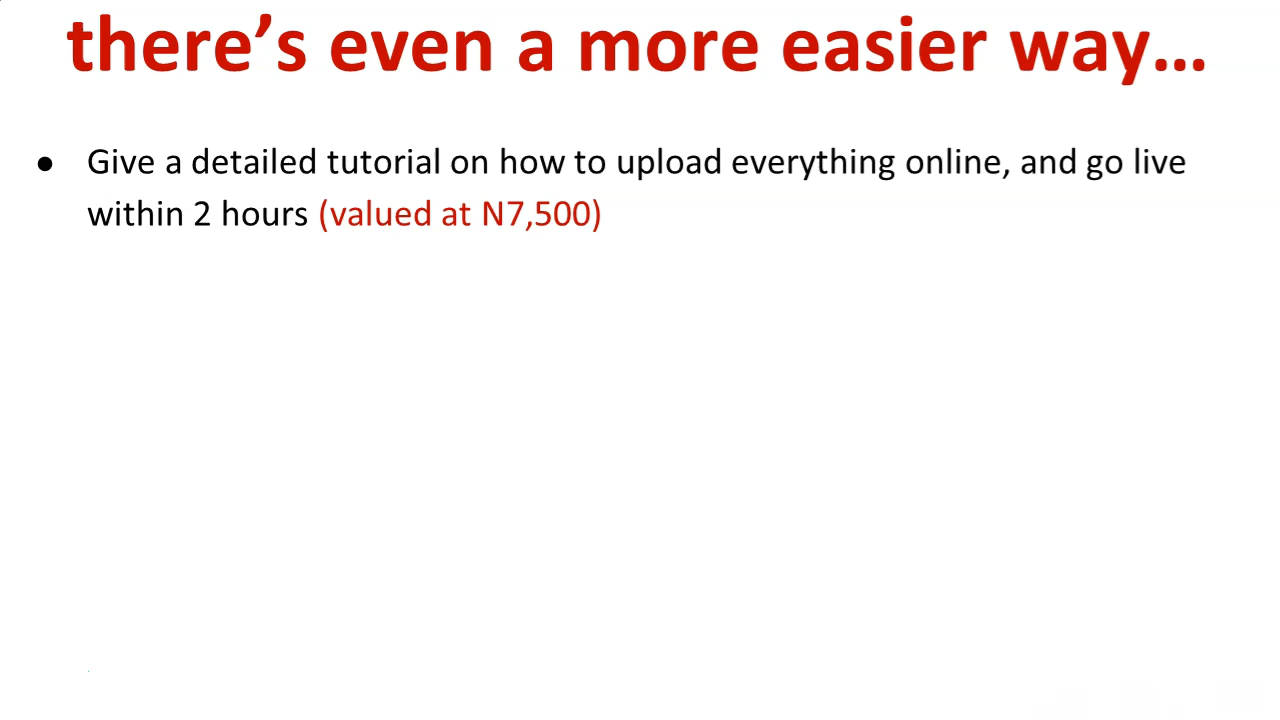 there’s even a more easier way…
● Give a detailed tutorial on how to upload everything online, and go live
within 2 hours (valued at N7,500)